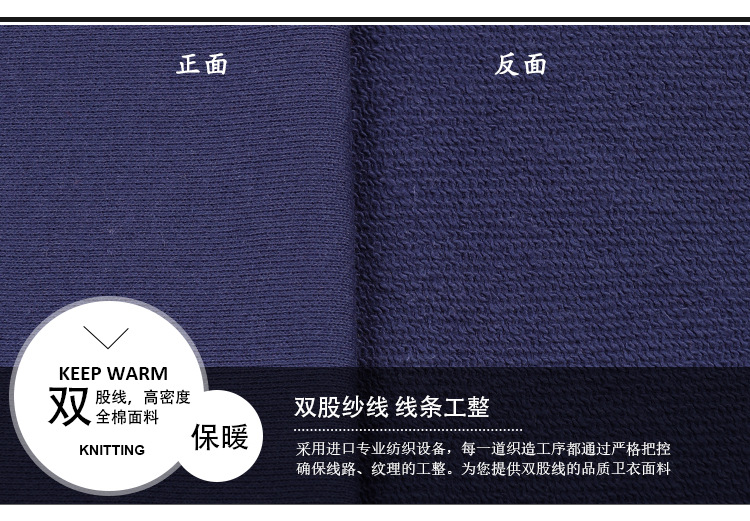 正面
反面
KEEP WARM
双股线，高密度
全棉面料
KNITTING
保暖
双股纱线 线条工整
采用进口专业纺织设备，每一道织造工序都通过严格把控
确保线路、纹理的工整。为您提供双股线的品质卫衣面料